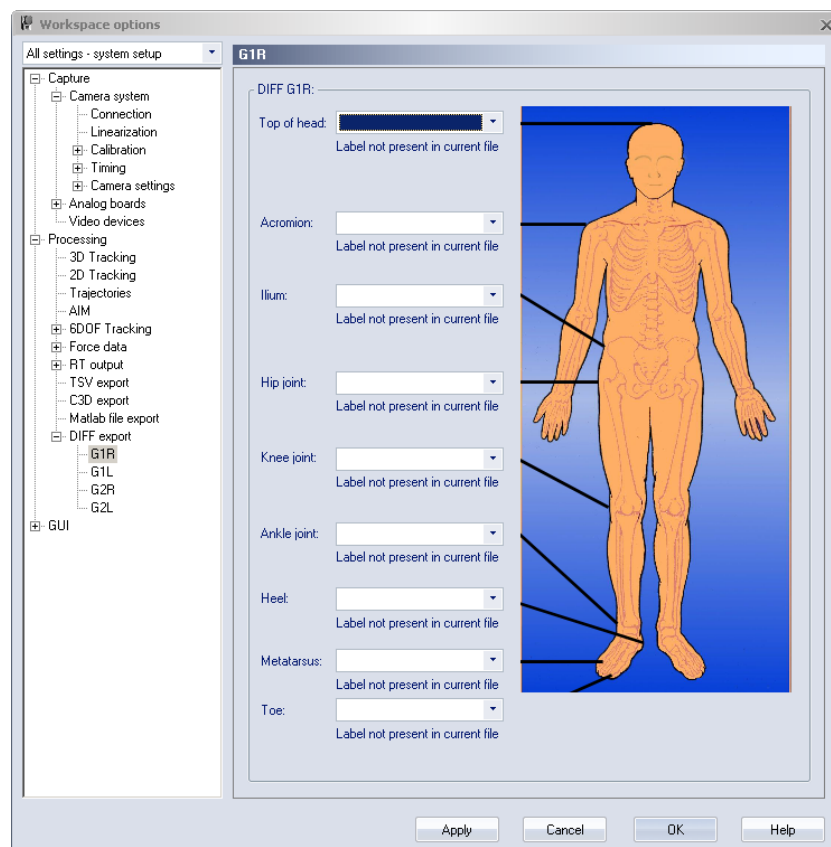 Workspace options
All settings - system setup
Capture
Camera system
Connection
Linearization
Calibration
Timing
Camera settings
Analog boards
Video devices
Processing
3D Tracking
2D Tracking
Trajectories
AIM
6DOF Tracking
Force data
RT output
TSV export
C3D export
Matlab file export
DIFF export
G1R
G1L
G2R
G2L
GUI
G1R
DIFF G1R:
Top of head:
Label not present in current file
Acromion:
Label not present in current file
Ilium:
Label not present in current file
Hip joint:
Label not present in current file
Knee joint:
Label not present in current file
Ankle joint:
Label not present in current file
Heel:
Label not present in current file
Metatarsus:
Label not present in current file
Toe:
Label not present in current file
Apply
Cancel
OK
Help